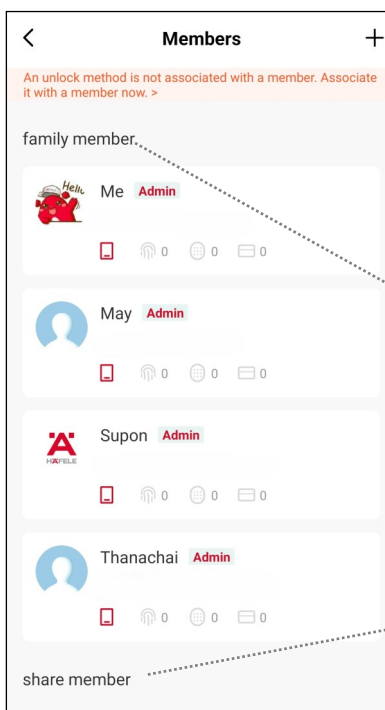 Members
An unlock method is not associated with a member. Associate
it with a member now. >
family member
Hello
Me Admin
0 0 0
May Admin
0 0 0
HÄFELE
Supon Admin
0 0 0
Thanachai Admin
0 0 0
share member